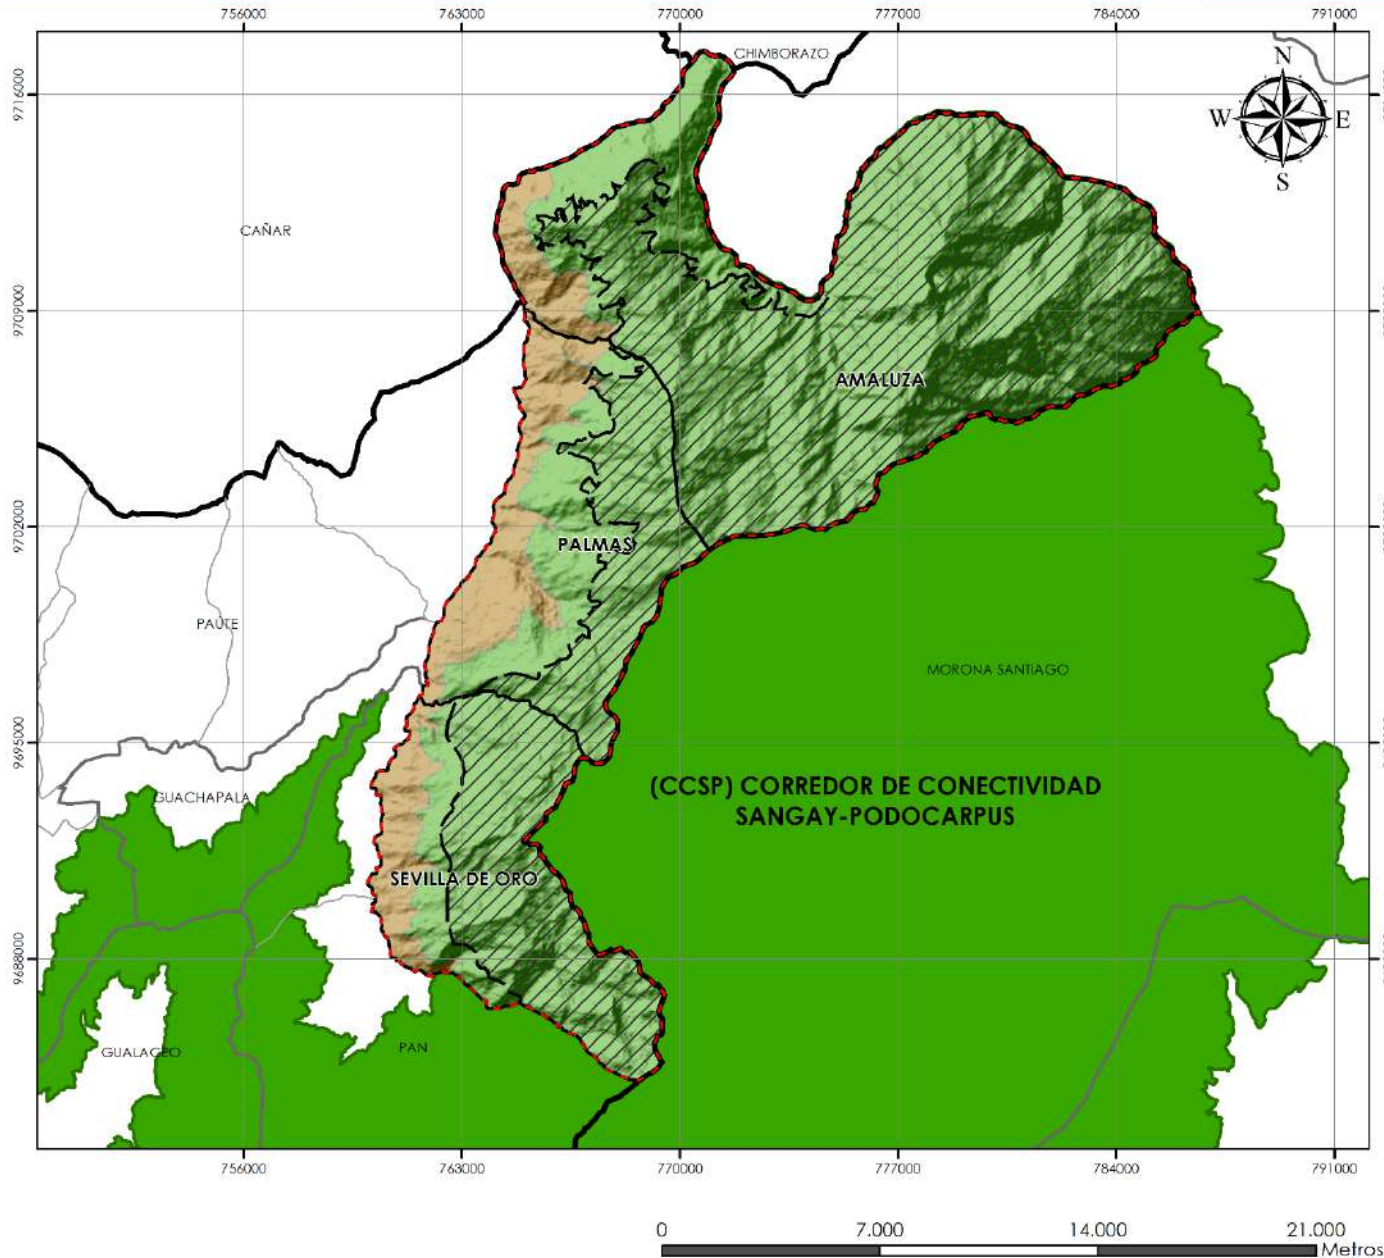 756000 763000 770000 777000 784000 791000
CHIMBORAZO
N
W E
S
9716000
CAÑAR
9709000
AMALUZA
9702000
PALMAS
PAUTE
MORONA SANTIAGO
9695000
(CCSP) CORREDOR DE CONECTIVIDAD
SANGAY-PODOCARPUS
GUACHAPALA
SEVILLA DE ORO
9688000
PAN
GUALACEO
756000 763000 770000 777000 784000 791000
0 7.000 14.000 21.000
Metros